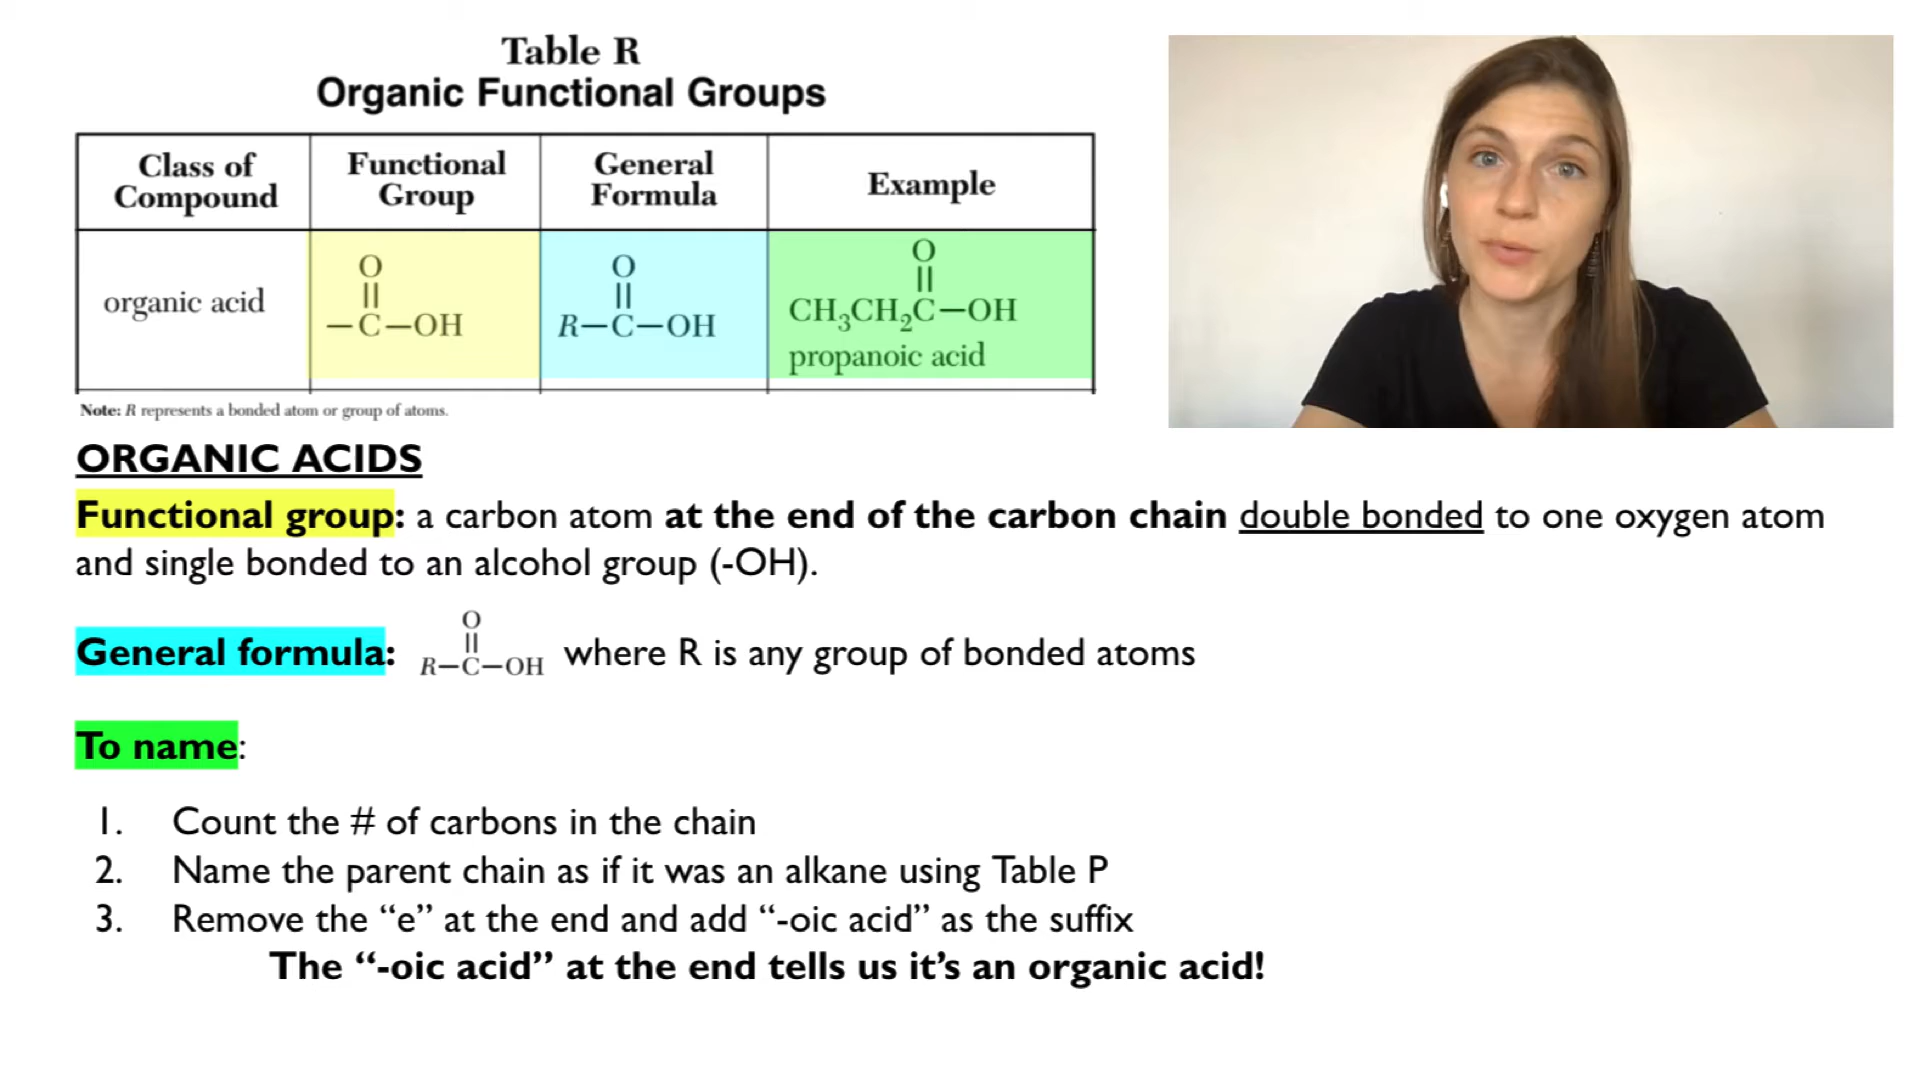 Table R
Organic Functional Groups
Class of Compound
Functional Group
General Formula
Example
organic acid
O
||
—C—OH
O
||
R—C—OH
O
||
CH₃CH₂C—OH
propanoic acid
Note: R represents a bonded atom or group of atoms.
ORGANIC ACIDS
Functional group: a carbon atom at the end of the carbon chain double bonded to one oxygen atom
and single bonded to an alcohol group (-OH).
O
||
General formula: R—C—OH where R is any group of bonded atoms
To name:
1. Count the # of carbons in the chain
2. Name the parent chain as if it was an alkane using Table P
3. Remove the “e” at the end and add “-oic acid” as the suffix
The “-oic acid” at the end tells us it’s an organic acid!